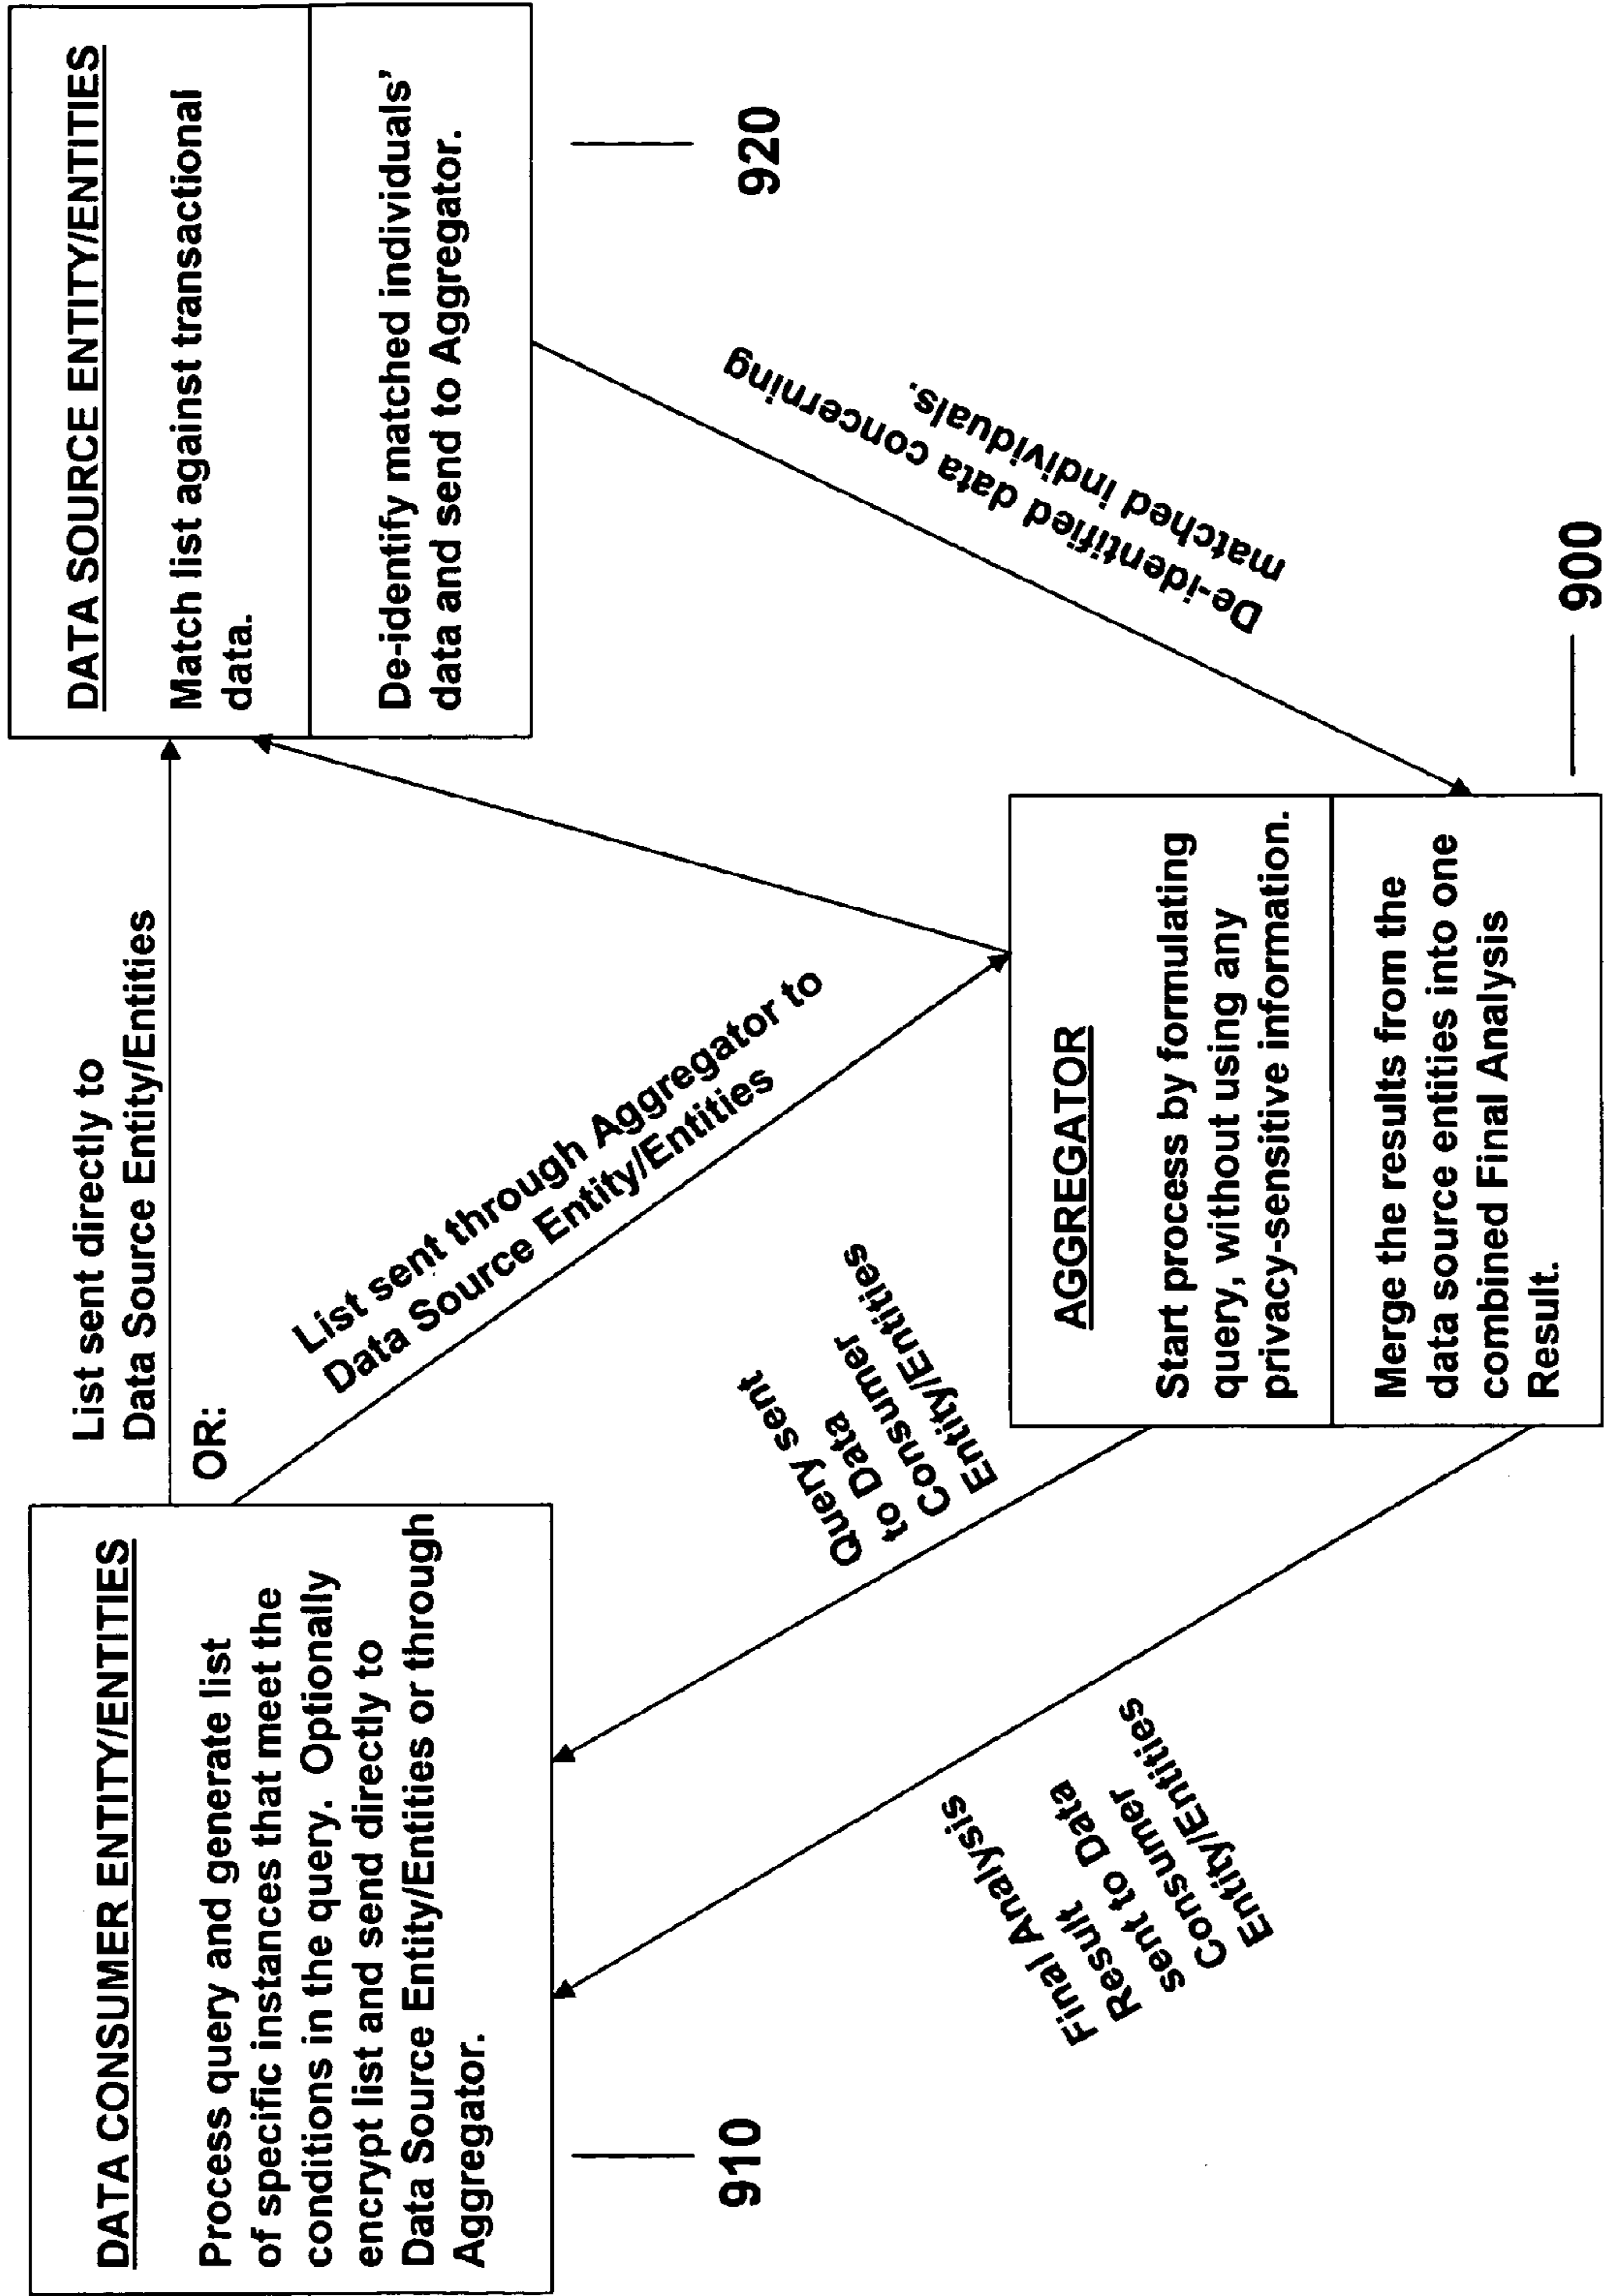 DATA CONSUMER ENTITY/ENTITIES
Process query and generate list
of specific instances that meet the
conditions in the query. Optionally
encrypt list and send directly to
Data Source Entity/Entities or through
Aggregator.
910
List sent directly to
Data Source Entity/Entities
OR:
List sent through Aggregator to
Data Source Entity/Entities
DATA SOURCE ENTITY/ENTITIES
Match list against transactional
data.
De-identify matched individuals'
data and send to Aggregator.
920
De-identified data concerning
matched individuals.
Query sent
to Data
Consumer
Entity/Entities
Final Analysis
Result
sent to Data
Consumer
Entity/Entities
AGGREGATOR
Start process by formulating
query, without using any
privacy-sensitive information.
Merge the results from the
data source entities into one
combined Final Analysis
Result.
900